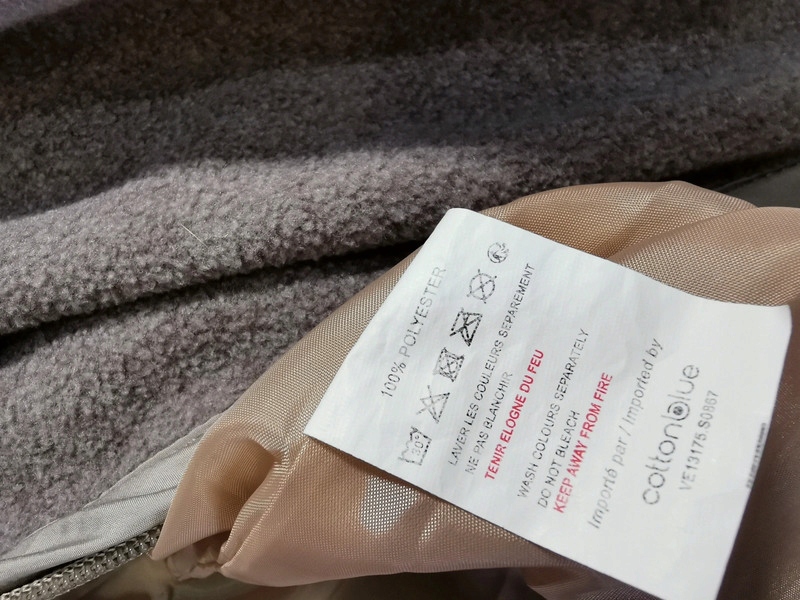 100% POLYESTER
30°
LAVER LES COULEURS SEPAREMENT
NE PAS BLANCHIR
TENIR ELOGNE DU FEU
WASH COLOURS SEPARATELY
DO NOT BLEACH
KEEP AWAY FROM FIRE
Importé par / Imported by
cottonBlue
VE13175.S0867